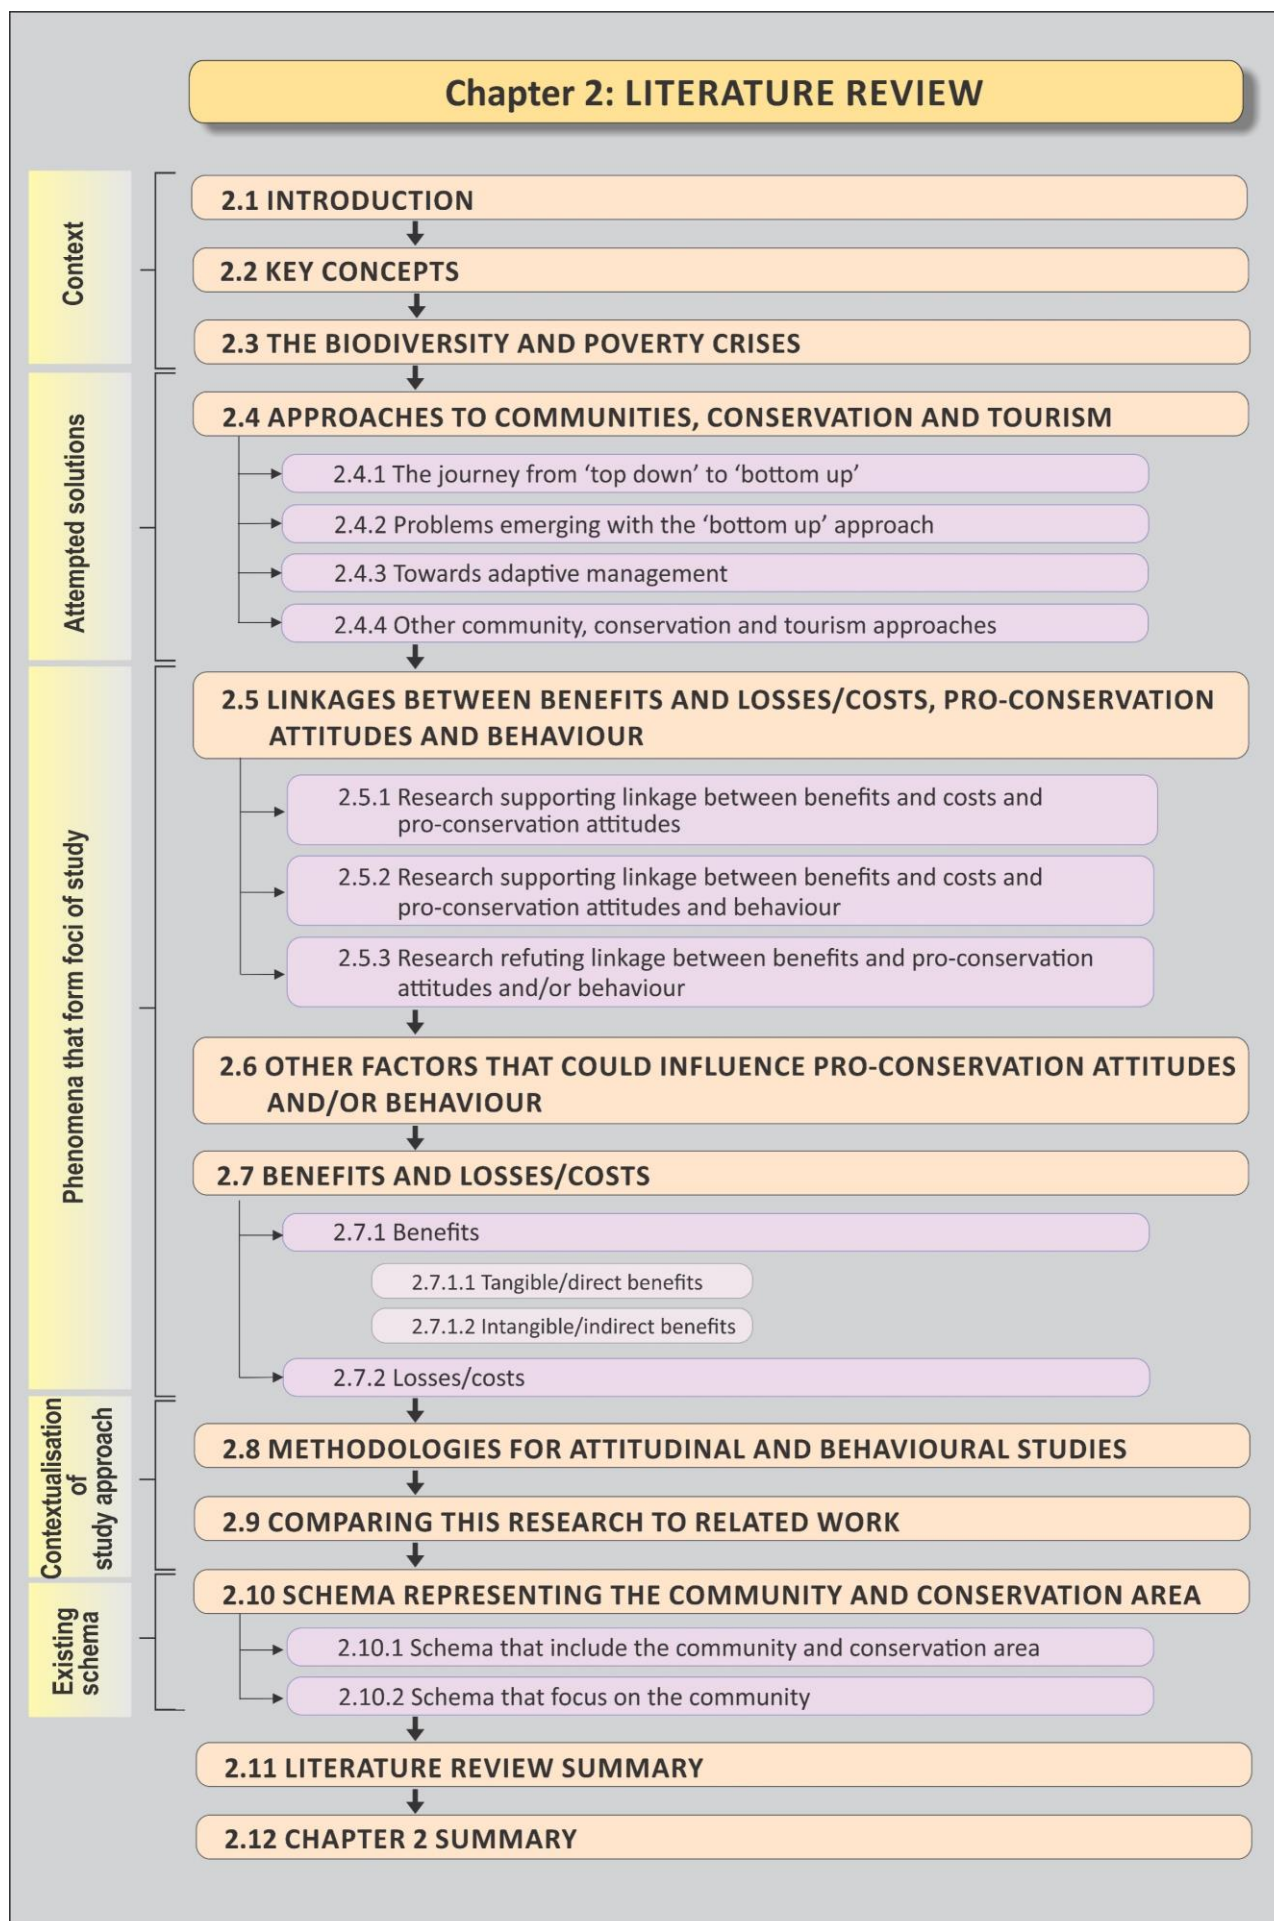 Chapter 2: LITERATURE REVIEW
Context
2.1 INTRODUCTION
2.2 KEY CONCEPTS
2.3 THE BIODIVERSITY AND POVERTY CRISES
Attempted solutions
2.4 APPROACHES TO COMMUNITIES, CONSERVATION AND TOURISM
2.4.1 The journey from ‘top down’ to ‘bottom up’
2.4.2 Problems emerging with the ‘bottom up’ approach
2.4.3 Towards adaptive management
2.4.4 Other community, conservation and tourism approaches
Phenomena that form foci of study
2.5 LINKAGES BETWEEN BENEFITS AND LOSSES/COSTS, PRO-CONSERVATION
ATTITUDES AND BEHAVIOUR
2.5.1 Research supporting linkage between benefits and costs and
pro-conservation attitudes
2.5.2 Research supporting linkage between benefits and costs and
pro-conservation attitudes and behaviour
2.5.3 Research refuting linkage between benefits and pro-conservation
attitudes and/or behaviour
2.6 OTHER FACTORS THAT COULD INFLUENCE PRO-CONSERVATION ATTITUDES
AND/OR BEHAVIOUR
2.7 BENEFITS AND LOSSES/COSTS
2.7.1 Benefits
2.7.1.1 Tangible/direct benefits
2.7.1.2 Intangible/indirect benefits
2.7.2 Losses/costs
Contextualisation
of
study approach
2.8 METHODOLOGIES FOR ATTITUDINAL AND BEHAVIOURAL STUDIES
2.9 COMPARING THIS RESEARCH TO RELATED WORK
Existing
schema
2.10 SCHEMA REPRESENTING THE COMMUNITY AND CONSERVATION AREA
2.10.1 Schema that include the community and conservation area
2.10.2 Schema that focus on the community
2.11 LITERATURE REVIEW SUMMARY
2.12 CHAPTER 2 SUMMARY